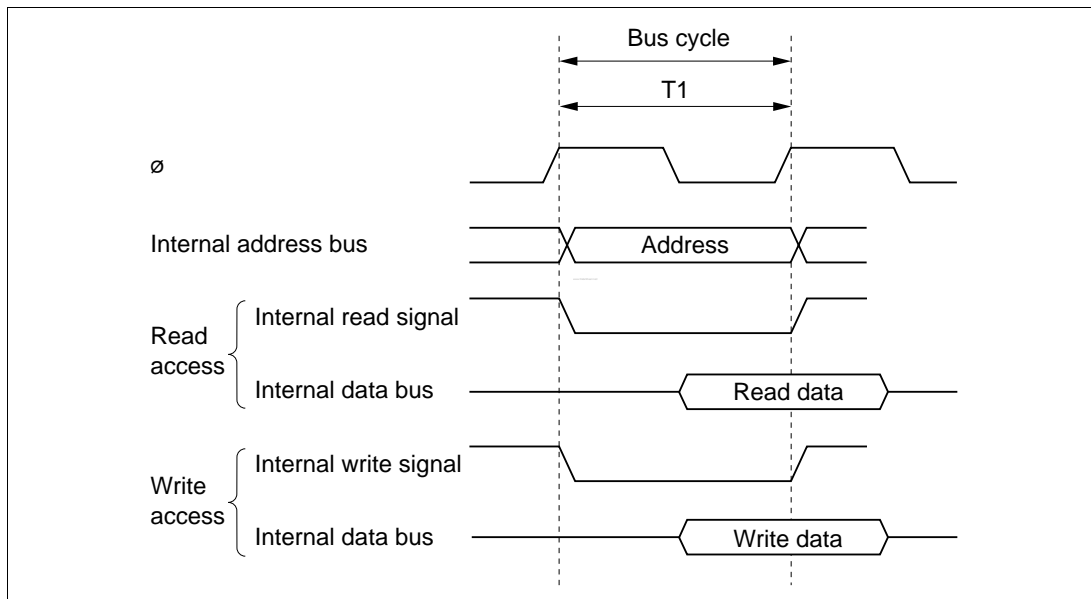 Bus cycle
T1
ø
Internal address bus
Address
Read
access
Internal read signal
Internal data bus
Read data
Write
access
Internal write signal
Internal data bus
Write data